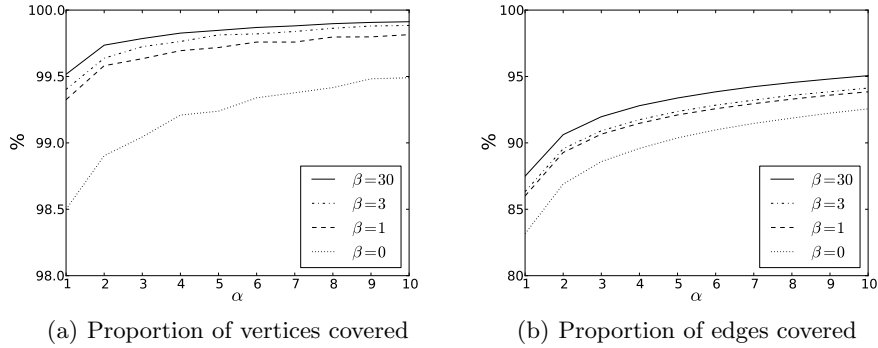 100.0
99.5
99.0
98.5
98.0
%
1 2 3 4 5 6 7 8 9 10
α
β=30
β=3
β=1
β=0
(a) Proportion of vertices covered
100
95
90
85
80
%
1 2 3 4 5 6 7 8 9 10
α
β=30
β=3
β=1
β=0
(b) Proportion of edges covered